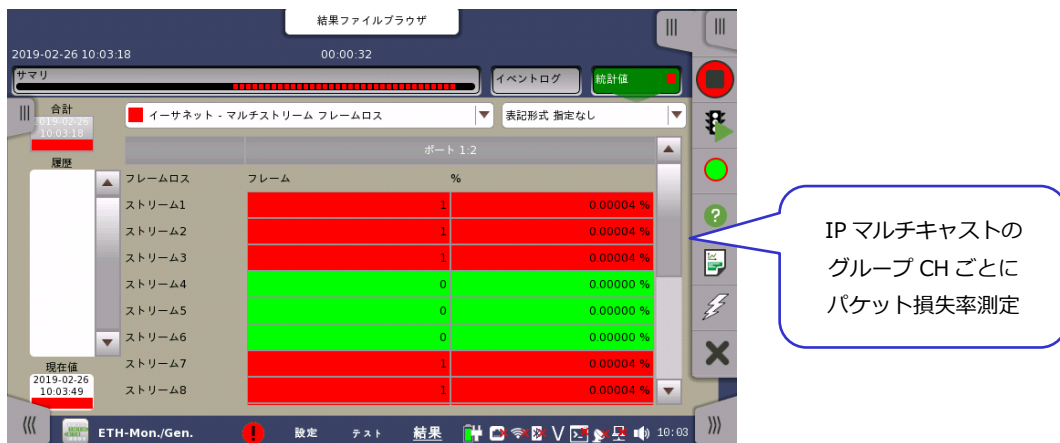 結果ファイルブラウザ
2019-02-26 10:03:18
00:00:32
サマリ
イベントログ
統計値
合計
019-02-26
10:03:18
イーサネット - マルチストリーム フレームロス
表記形式 指定なし
ポート 1:2
履歴
フレームロス フレーム %
ストリーム1 1 0.00004 %
ストリーム2 1 0.00004 %
ストリーム3 1 0.00004 %
ストリーム4 0 0.00000 %
ストリーム5 0 0.00000 %
ストリーム6 0 0.00000 %
ストリーム7 1 0.00004 %
ストリーム8 1 0.00004 %
現在値
2019-02-26
10:03:49
ETH-Mon./Gen.
設定
テスト
結果
10:03
IP マルチキャストの
グループ CH ごとに
パケット損失率測定